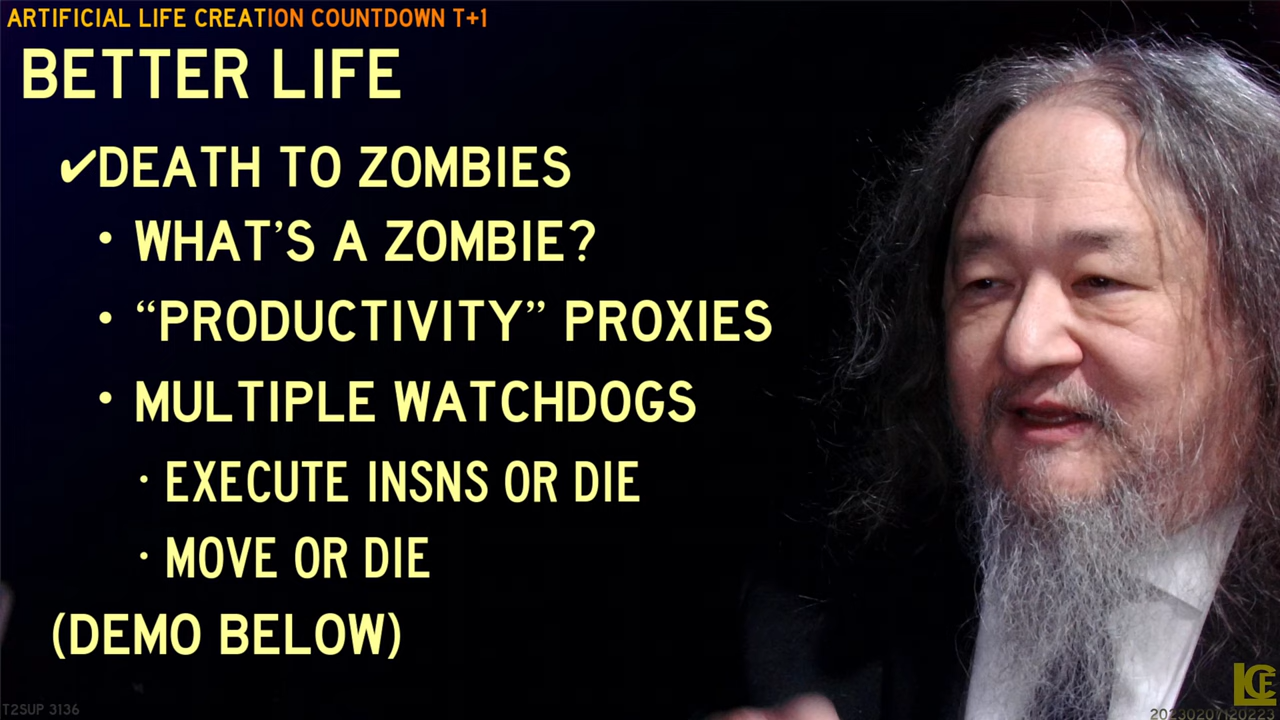 ARTIFICIAL LIFE CREATION COUNTDOWN T+1
BETTER LIFE
✔DEATH TO ZOMBIES
• WHAT'S A ZOMBIE?
• “PRODUCTIVITY” PROXIES
• MULTIPLE WATCHDOGS
· EXECUTE INSNS OR DIE
· MOVE OR DIE
(DEMO BELOW)
T2SUP 3136